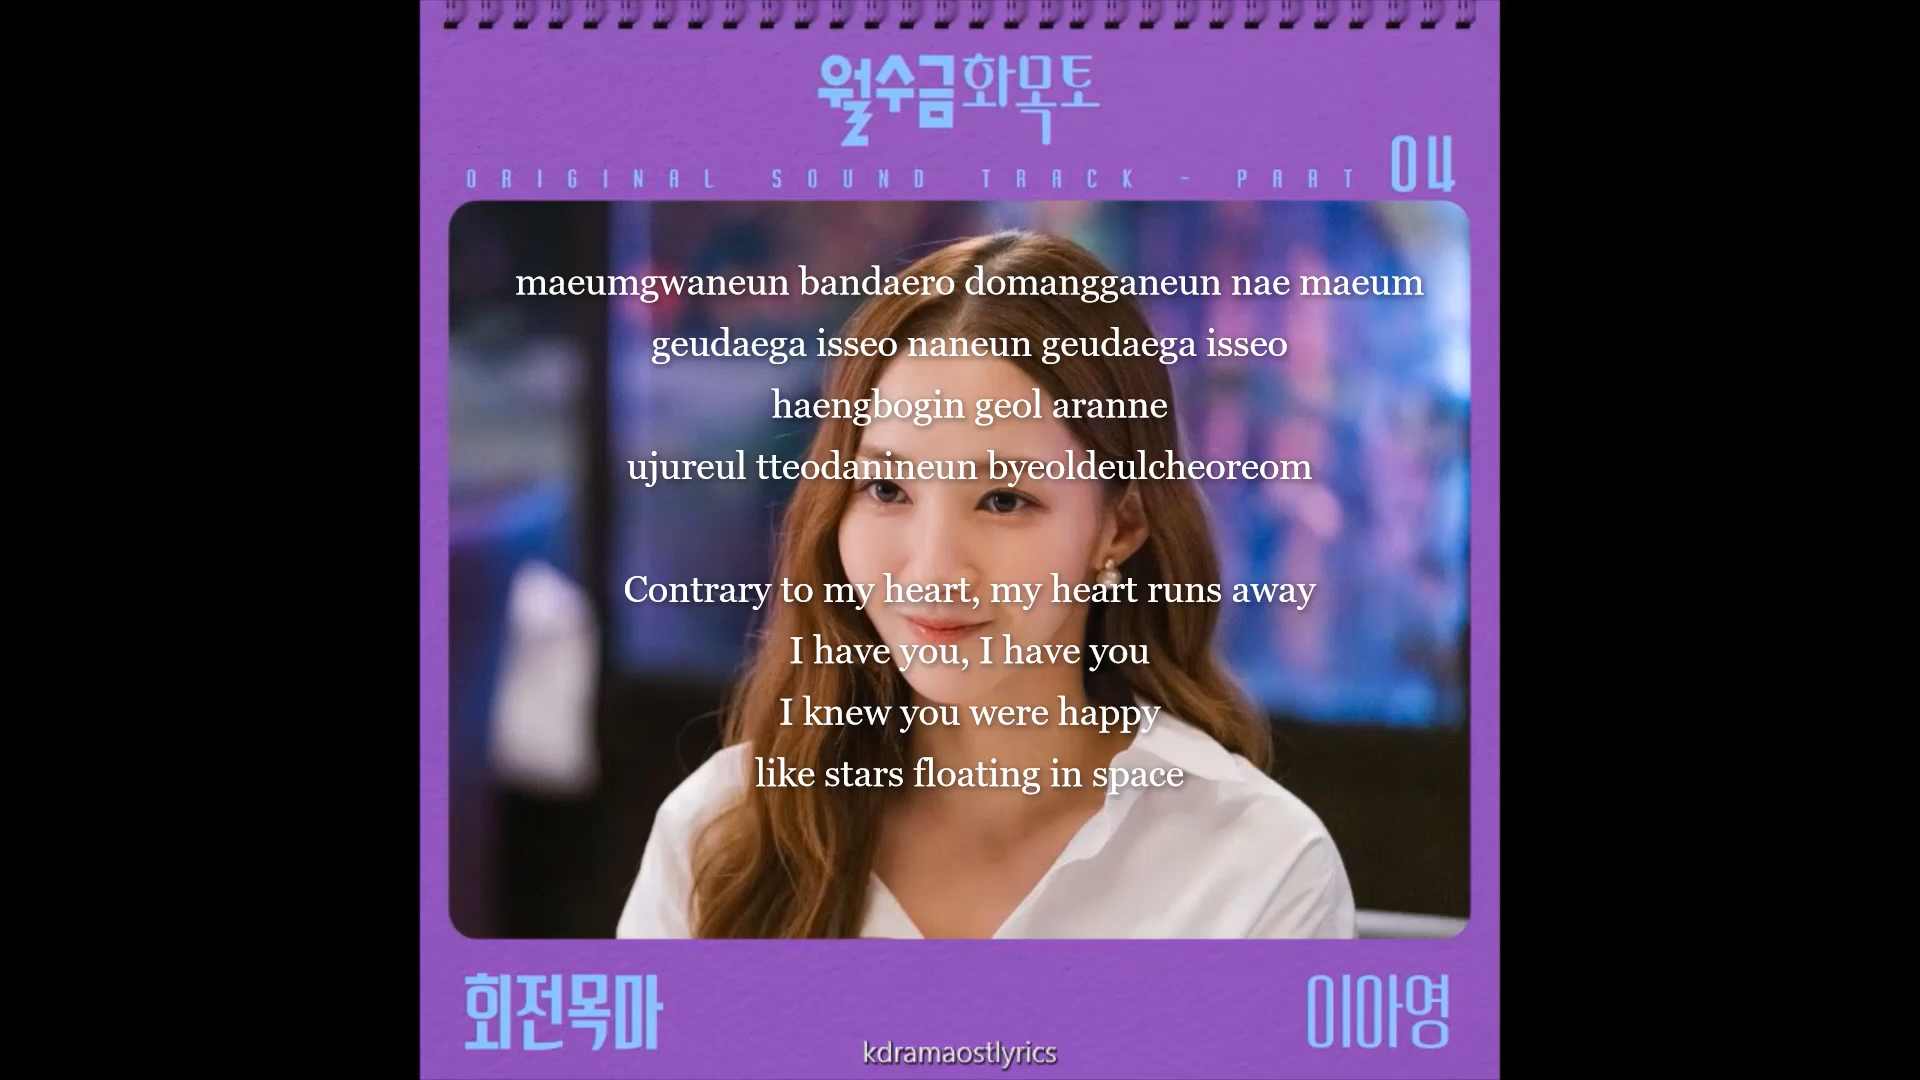 월수금화목토
ORIGINAL SOUND TRACK - PART 04
maeumgwaneun bandaero domangganeun nae maeum
geudaega isseo naneun geudaega isseo
haengbogin geol aranne
ujureul tteodanineun byeoldeulcheoreom
Contrary to my heart, my heart runs away
I have you, I have you
I knew you were happy
like stars floating in space
회전목마
이아영
kdramaostlyrics